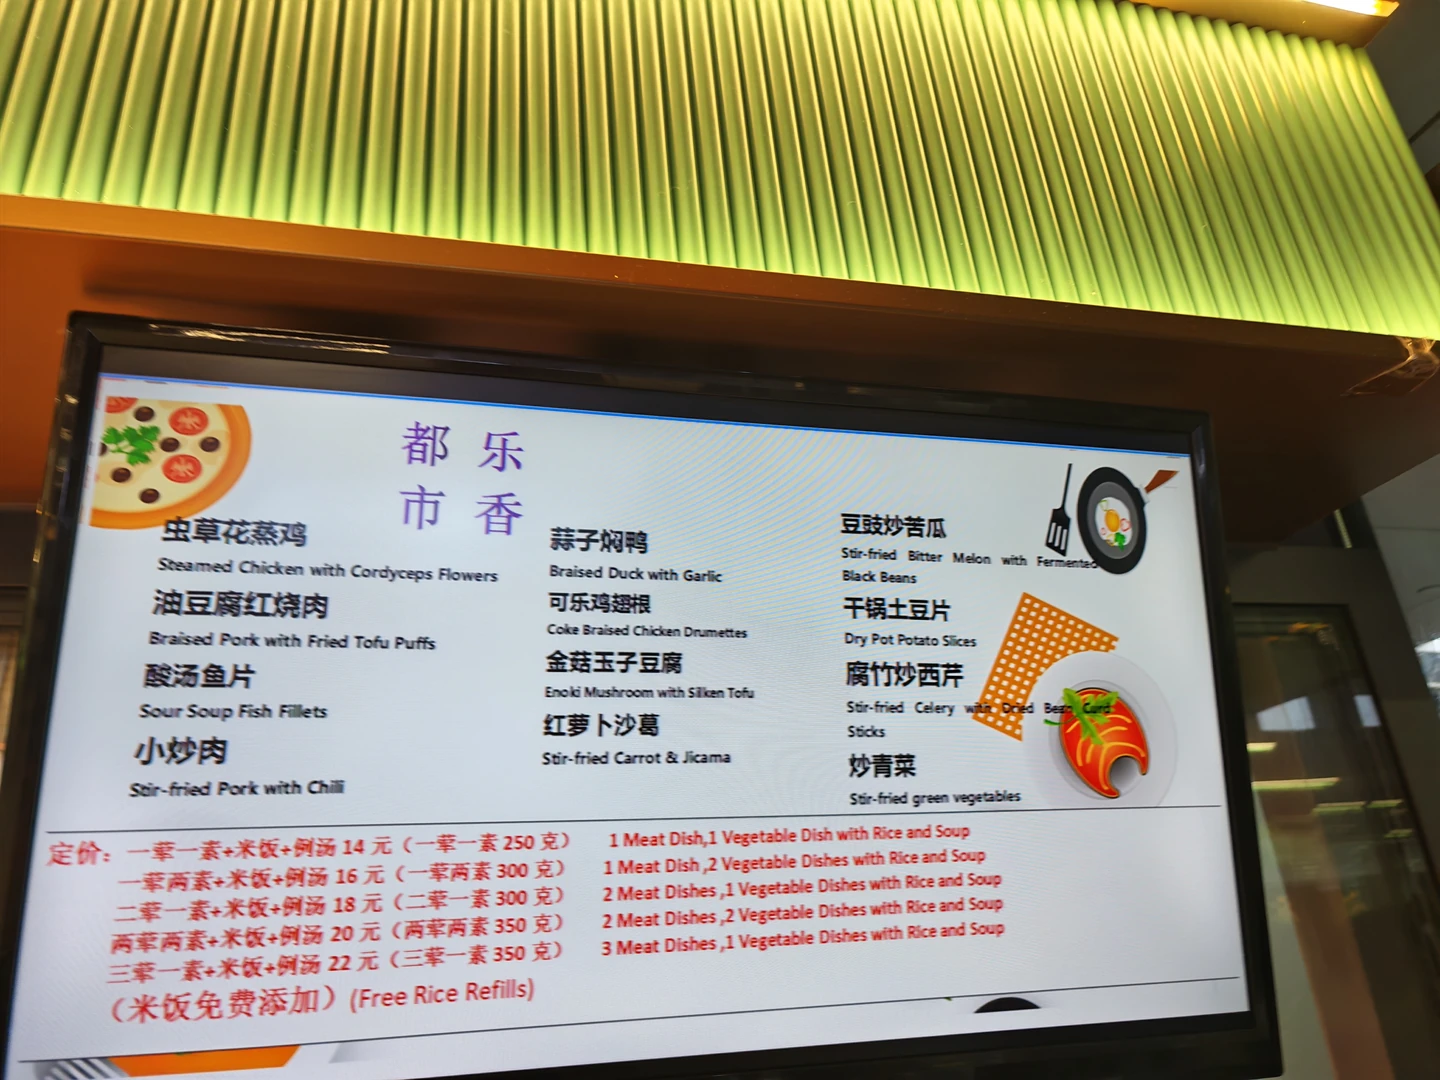 都 乐
市 香
虫草花蒸鸡
Steamed Chicken with Cordyceps Flowers
油豆腐红烧肉
Braised Pork with Fried Tofu Puffs
酸汤鱼片
Sour Soup Fish Fillets
小炒肉
Stir-fried Pork with Chili
蒜子焖鸭
Braised Duck with Garlic
可乐鸡翅根
Coke Braised Chicken Drumettes
金菇玉子豆腐
Enoki Mushroom with Silken Tofu
红萝卜沙葛
Stir-fried Carrot & Jicama
豆豉炒苦瓜
Stir-fried Bitter Melon with Fermented
Black Beans
干锅土豆片
Dry Pot Potato Slices
腐竹炒西芹
Stir-fried Celery with Dried Bean Curd
Sticks
炒青菜
Stir-fried green vegetables
定价：一荤一素+米饭+例汤 14 元（一荤一素 250 克） 1 Meat Dish,1 Vegetable Dish with Rice and Soup
一荤两素+米饭+例汤 16 元（一荤两素 300 克） 1 Meat Dish ,2 Vegetable Dishes with Rice and Soup
二荤一素+米饭+例汤 18 元（二荤一素 300 克） 2 Meat Dishes ,1 Vegetable Dishes with Rice and Soup
两荤两素+米饭+例汤 20 元（两荤两素 350 克） 2 Meat Dishes ,2 Vegetable Dishes with Rice and Soup
三荤一素+米饭+例汤 22 元（三荤一素 350 克） 3 Meat Dishes ,1 Vegetable Dishes with Rice and Soup
（米饭免费添加）(Free Rice Refills)